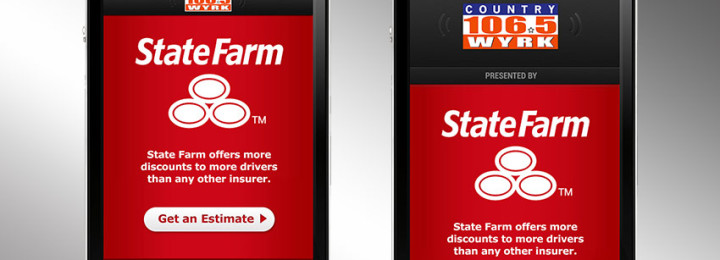 106.5
WYRK
State Farm
TM
State Farm offers more
discounts to more drivers
than any other insurer.
Get an Estimate
COUNTRY
106.5
WYRK
PRESENTED BY
State Farm
TM
State Farm offers more
discounts to more drivers
than any other insurer.